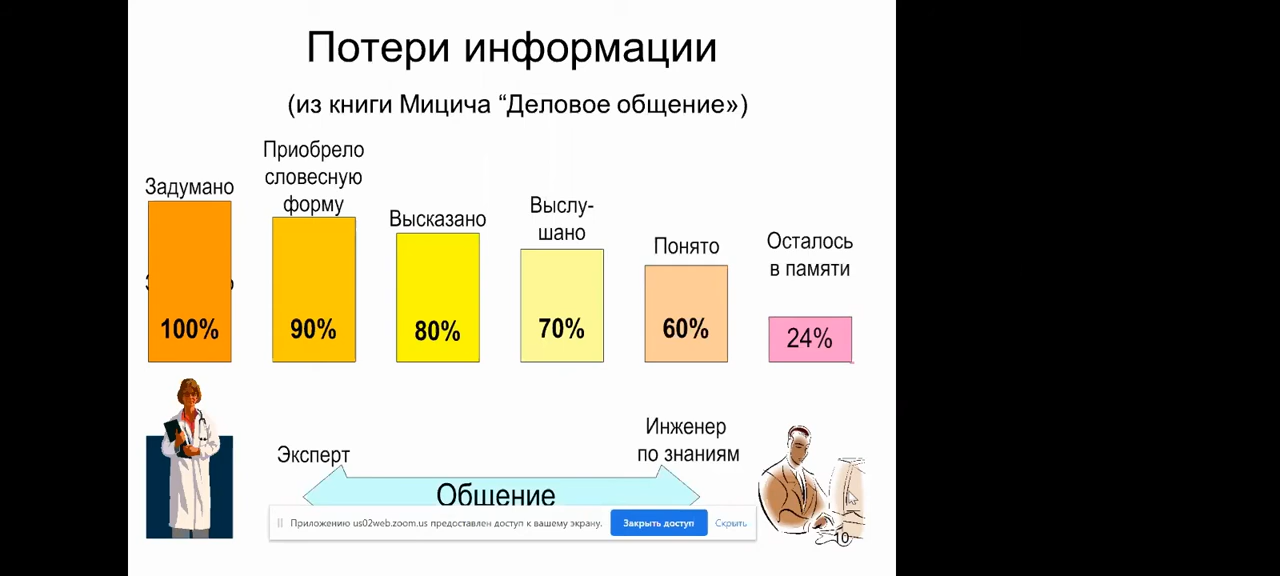 Потери информации
(из книги Мицича “Деловое общение»)
Задумано
100%
Приобрело
словесную
форму
90%
Высказано
80%
Выслу-
шано
70%
Понято
60%
Осталось
в памяти
24%
Эксперт
Инженер
по знаниям
Общение
Приложению us02web.zoom.us предоставлен доступ к вашему экрану.
Закрыть доступ
Скрыть
10